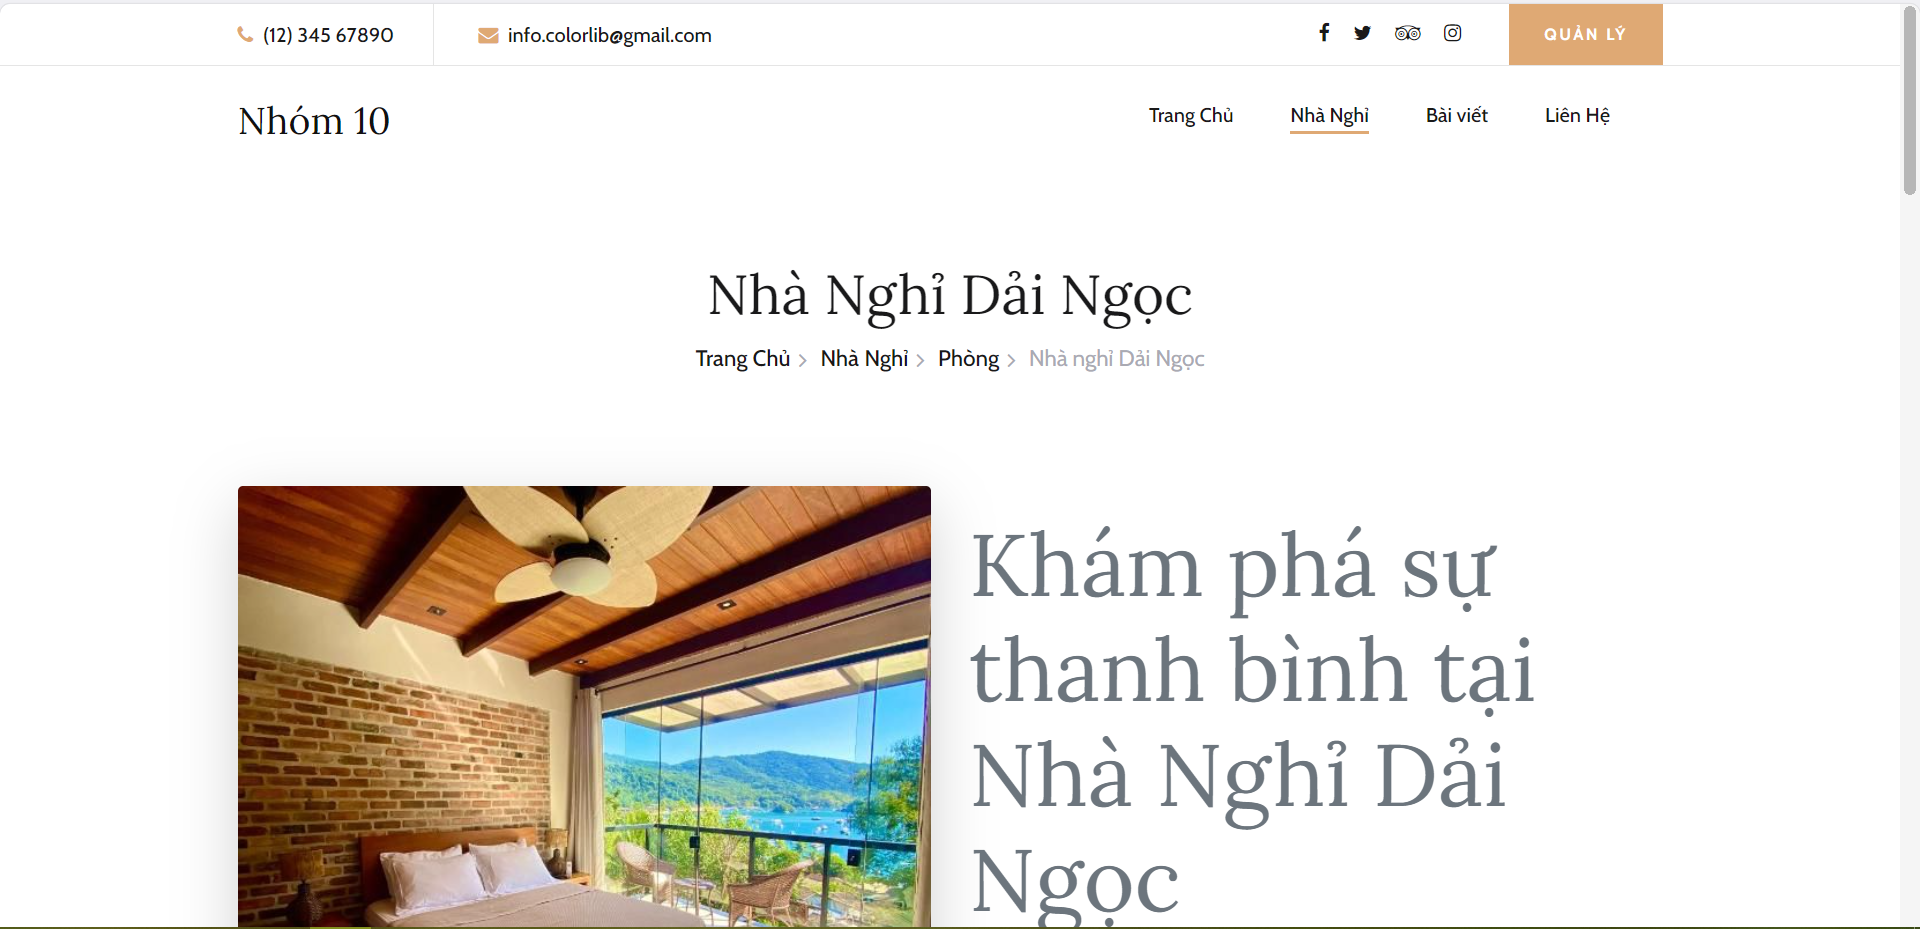 (12) 345 67890
info.colorlib@gmail.com
QUẢN LÝ
Nhóm 10
Trang Chủ
Nhà Nghỉ
Bài viết
Liên Hệ
Nhà Nghỉ Dải Ngọc
Trang Chủ > Nhà Nghỉ > Phòng > Nhà nghỉ Dải Ngọc
Khám phá sự
thanh bình tại
Nhà Nghỉ Dải
Ngọc